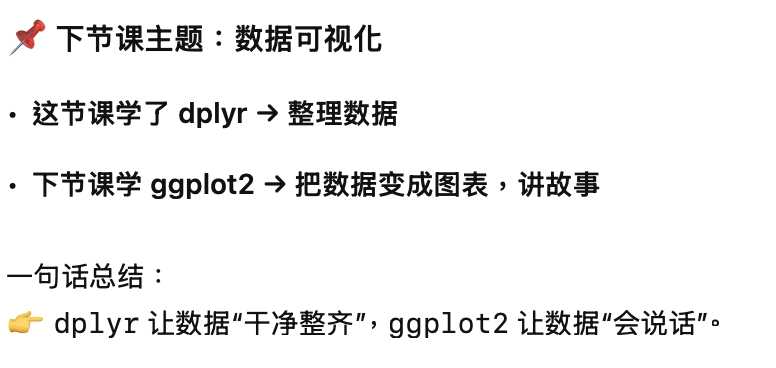 📌 下节课主题：数据可视化
• 这节课学了 dplyr → 整理数据
• 下节课学 ggplot2 → 把数据变成图表，讲故事
一句话总结：
👉 dplyr 让数据“干净整齐”，ggplot2 让数据“会说话”。